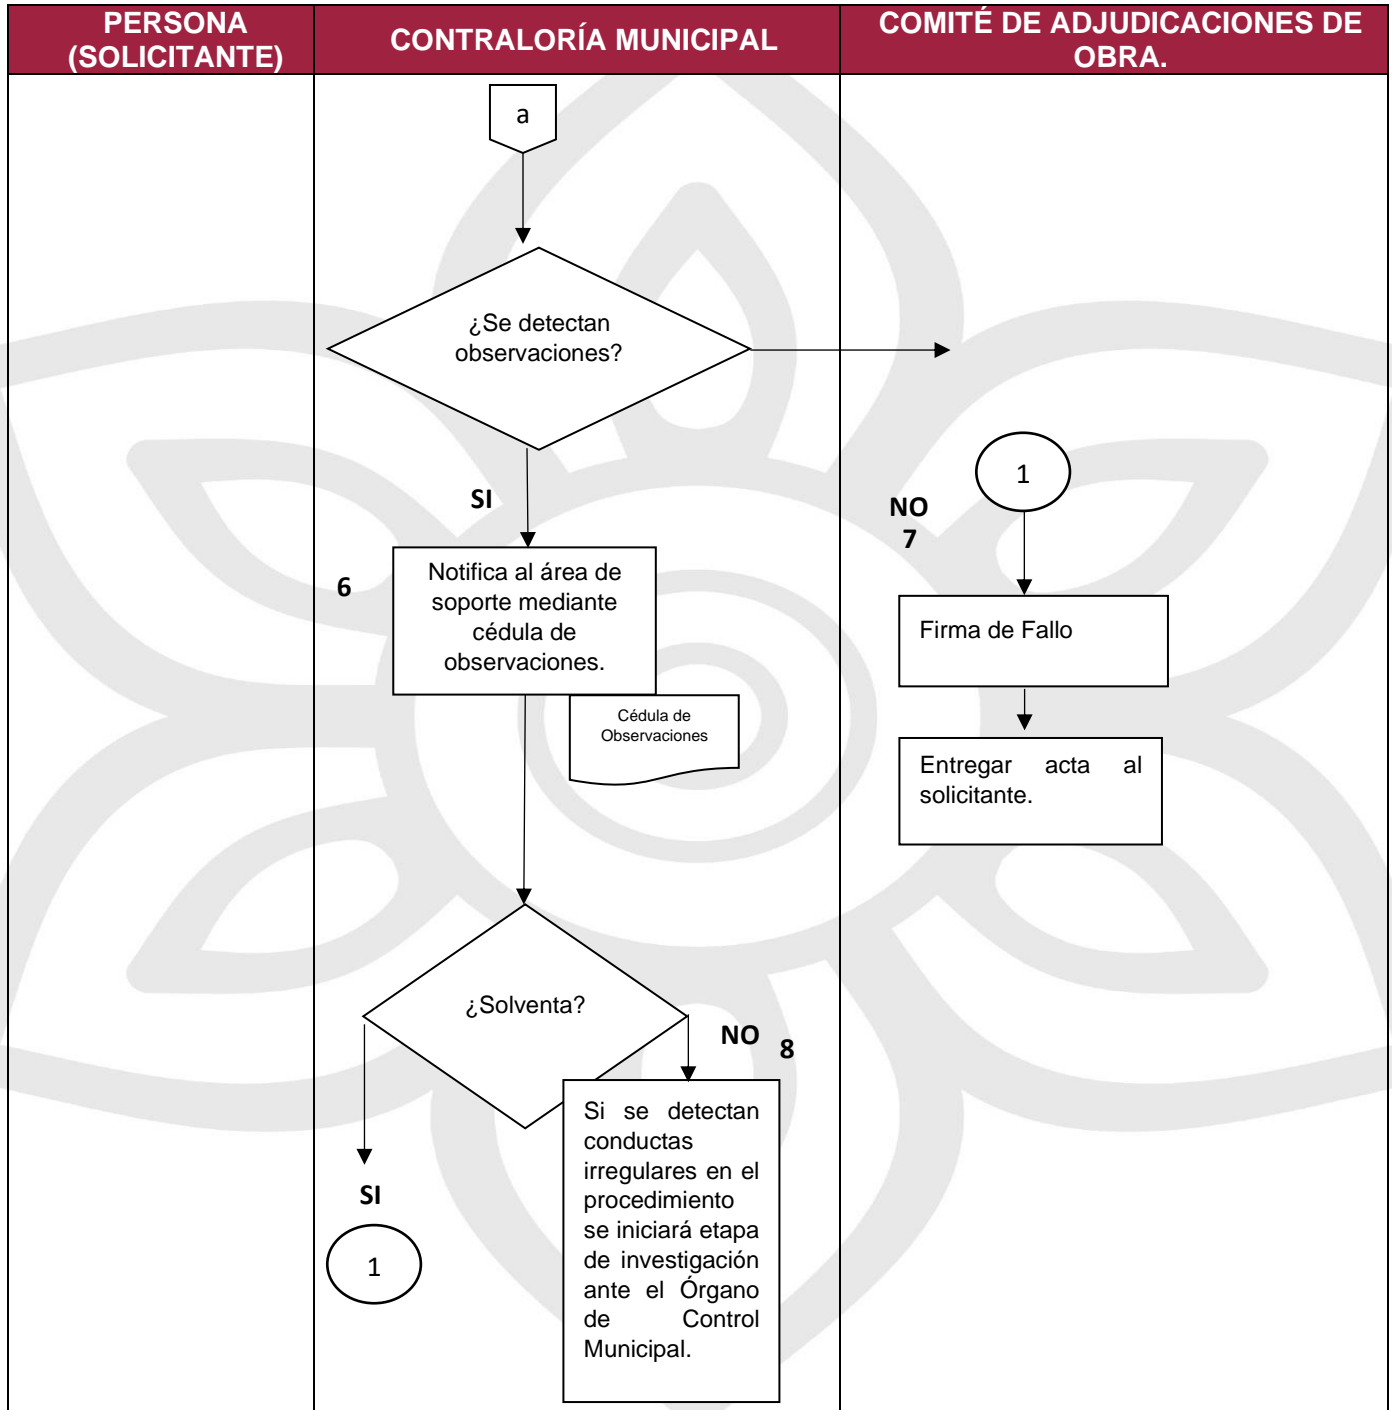 PERSONA
(SOLICITANTE)
CONTRALORÍA MUNICIPAL
COMITÉ DE ADJUDICACIONES DE
OBRA.
a
¿Se detectan
observaciones?
SI
6
Notifica al área de
soporte mediante
cédula de
observaciones.
Cédula de
Observaciones
¿Solventa?
NO
8
Si se detectan
conductas
irregulares en el
procedimiento
se iniciará etapa
de investigación
ante el Órgano
de Control
Municipal.
SI
1
1
NO
7
Firma de Fallo
Entregar acta al
solicitante.